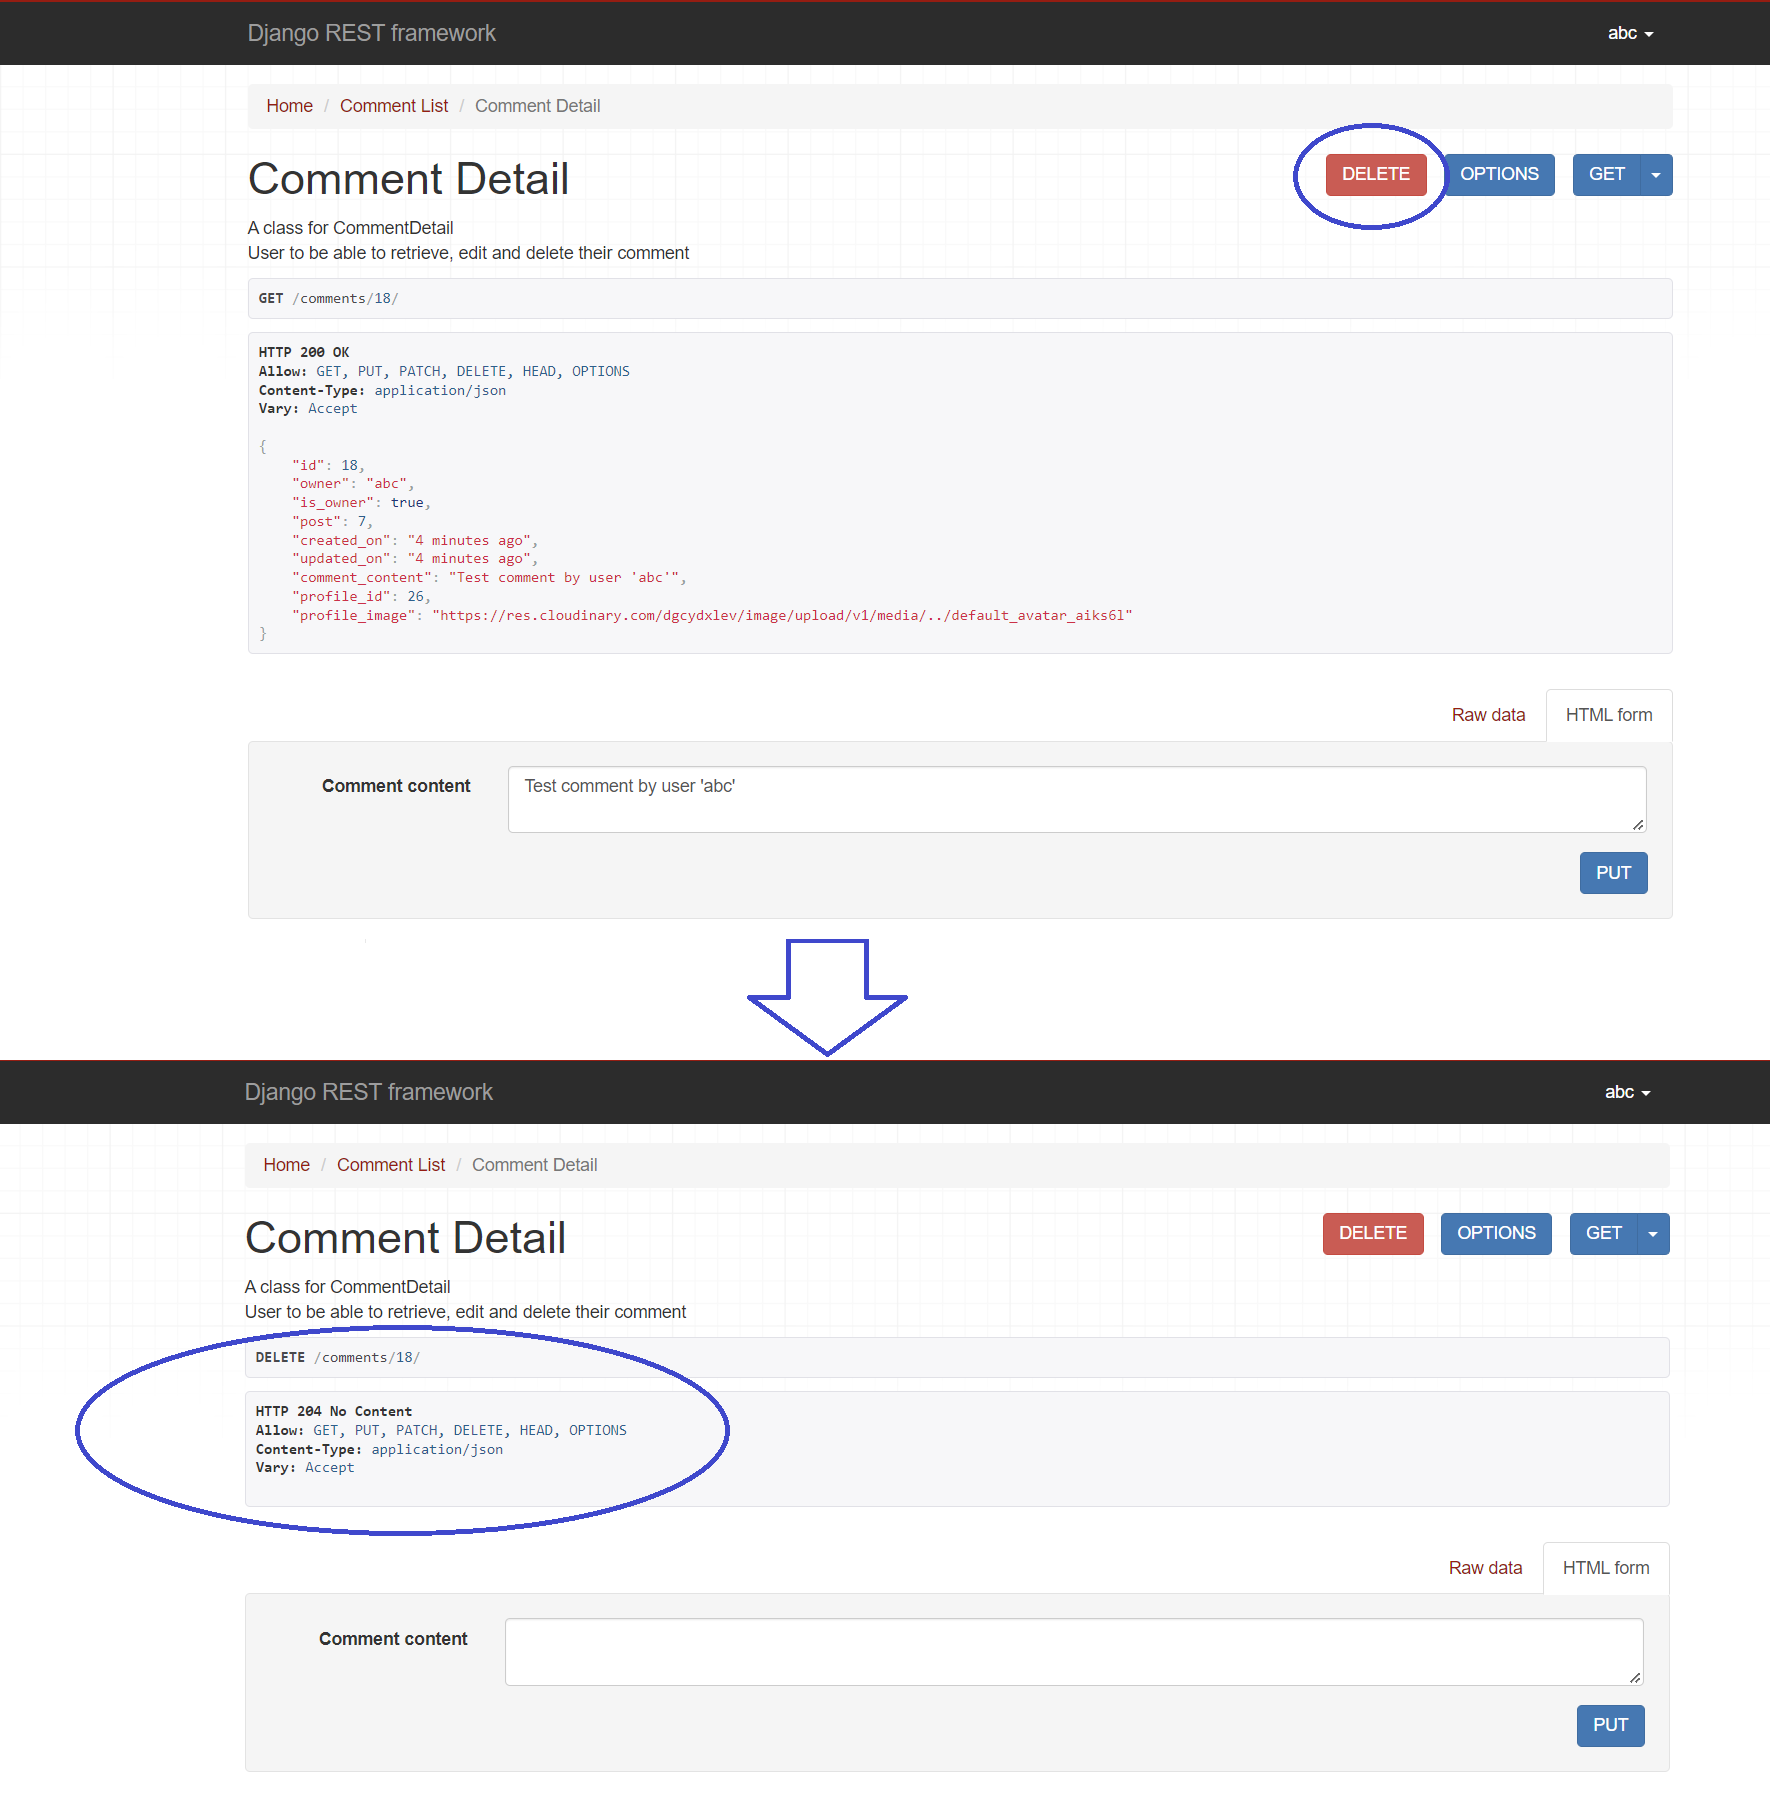 Django REST framework
abc
Home / Comment List / Comment Detail
Comment Detail
DELETE
OPTIONS
GET
A class for CommentDetail
User to be able to retrieve, edit and delete their comment
GET /comments/18/
HTTP 200 OK
Allow: GET, PUT, PATCH, DELETE, HEAD, OPTIONS
Content-Type: application/json
Vary: Accept
{
"id": 18,
"owner": "abc",
"is_owner": true,
"post": 7,
"created_on": "4 minutes ago",
"updated_on": "4 minutes ago",
"comment_content": "Test comment by user 'abc'",
"profile_id": 26,
"profile_image": "https://res.cloudinary.com/dgcydxlev/image/upload/v1/media/../default_avatar_aiks6l"
}
Raw data
HTML form
Comment content
Test comment by user 'abc'
PUT
Django REST framework
abc
Home / Comment List / Comment Detail
Comment Detail
DELETE
OPTIONS
GET
A class for CommentDetail
User to be able to retrieve, edit and delete their comment
DELETE /comments/18/
HTTP 204 No Content
Allow: GET, PUT, PATCH, DELETE, HEAD, OPTIONS
Content-Type: application/json
Vary: Accept
Raw data
HTML form
Comment content
PUT